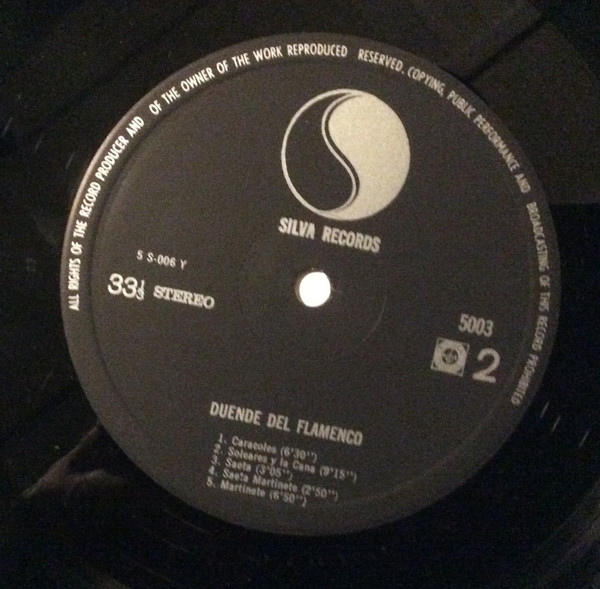 ALL RIGHTS OF THE RECORD PRODUCER AND OF THE OWNER OF THE WORK REPRODUCED RESERVED. COPYING, PUBLIC PERFORMANCE AND BROADCASTING OF THIS RECORD PROHIBITED
SILVA RECORDS
5 S-006 Y
33⅓ STEREO
5003
2
DUENDE DEL FLAMENCO
1. Caracoles (6'30'')
2. Soleares y la Cana (9'15'')
3. Saeta (3'05'')
4. Saeta Martinete (2'50'')
5. Martinete (6'50'')